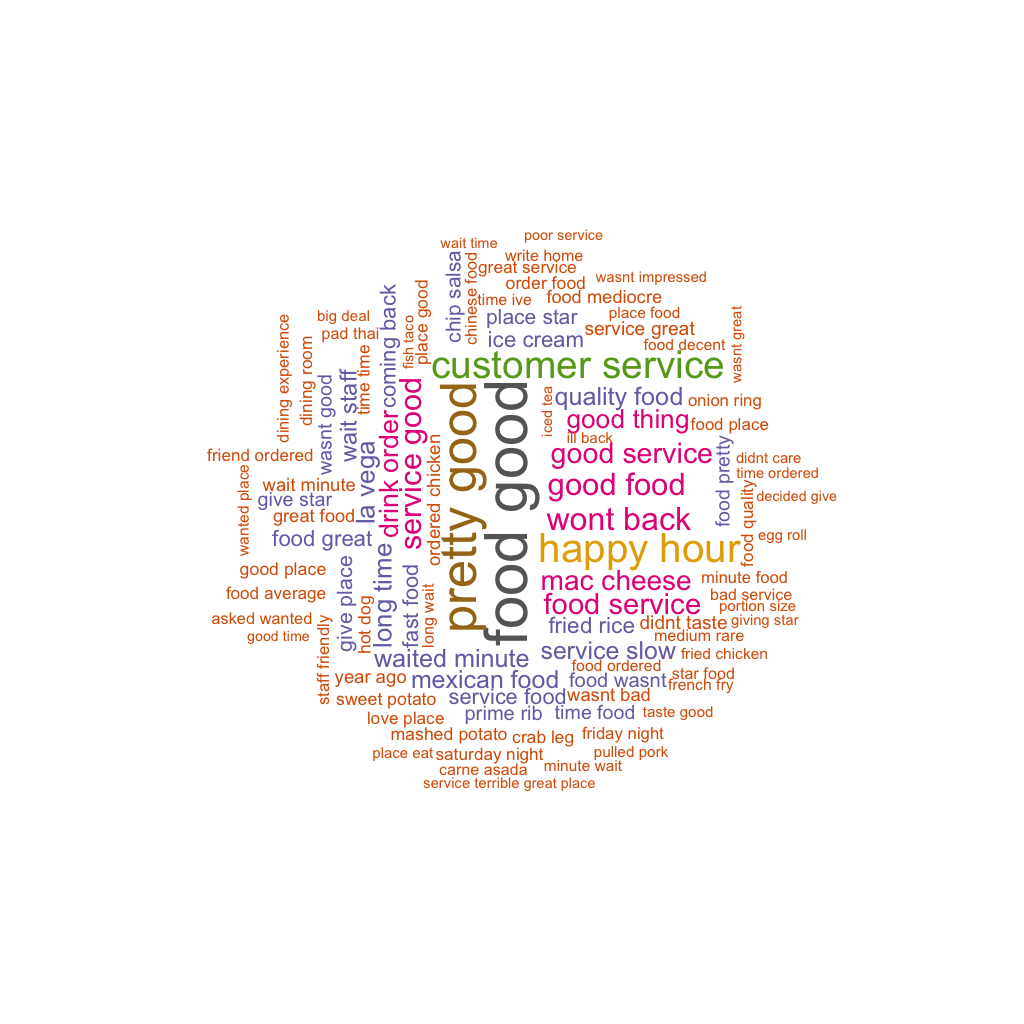 poor service
wait time
write home
great service
wasnt impressed
order food
chip salsa
chinese food
time ive
food mediocre
place good
coming back
place star
place food
service great
big deal
pad thai
fish taco
ice cream
food decent
wasnt great
dining experience
dining room
time time
wait staff
wasnt good
customer service
pretty good
food good
iced tea
quality food
onion ring
good thing
food place
ill back
service good
drink order
ordered chicken
la vega
friend ordered
good service
food pretty
didnt care
time ordered
wait minute
good food
food quality
decided give
give star
wanted place
great food
wont back
food great
happy hour
egg roll
good place
long time
fast food
long wait
give place
hot dog
mac cheese
minute food
food average
food service
bad service
portion size
asked wanted
good time
staff friendly
fried rice
didnt taste
giving star
medium rare
waited minute
service slow
fried chicken
food ordered
year ago
mexican food
food wasnt
star food
french fry
sweet potato
service food
wasnt bad
love place
prime rib
time food
taste good
mashed potato
crab leg
friday night
place eat
saturday night
pulled pork
carne asada
minute wait
service terrible
great place